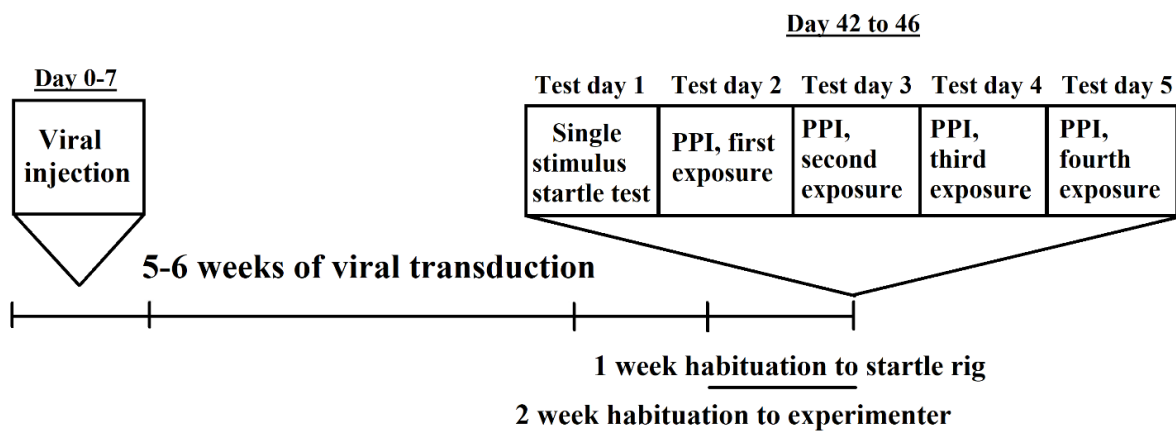 Day 42 to 46
Day 0-7
Test day 1 Test day 2 Test day 3 Test day 4 Test day 5
Viral
injection
Single
stimulus
startle test
PPI, first
exposure
PPI,
second
exposure
PPI,
third
exposure
PPI,
fourth
exposure
5-6 weeks of viral transduction
1 week habituation to startle rig
2 week habituation to experimenter